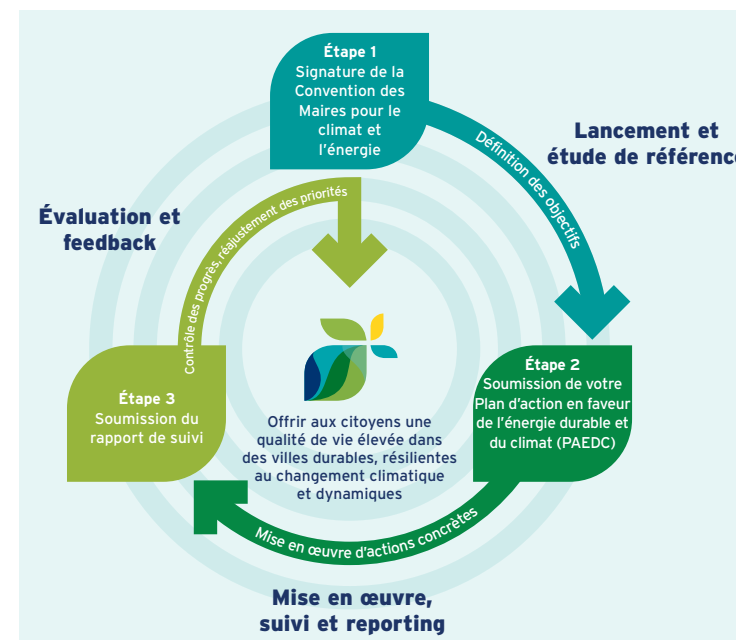 Étape 1
Signature de la
Convention des
Maires pour le
climat et
l'énergie
Définition des objectifs
Lancement et
étude de référence
Étape 2
Soumission de votre
Plan d'action en faveur
de l'énergie durable et
du climat (PAEDC)
Mise en œuvre d'actions concrètes
Mise en œuvre,
suivi et reporting
Étape 3
Soumission du
rapport de suivi
Contrôle des progrès, réajustement des priorités
Évaluation et
feedback
Offrir aux citoyens une
qualité de vie élevée dans
des villes durables, résilientes
au changement climatique
et dynamiques